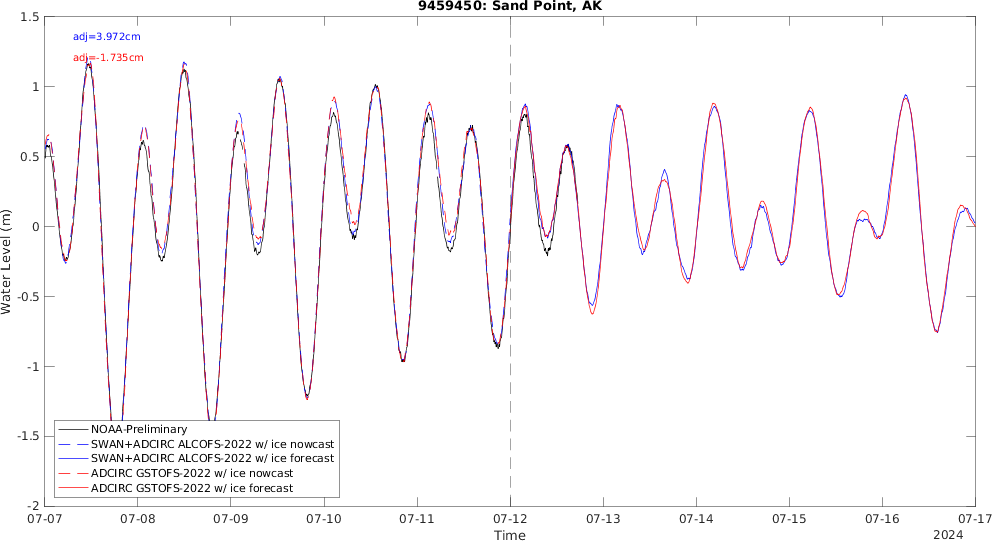 9459450: Sand Point, AK
adj=3.972cm
adj=-1.735cm
Water Level (m)
1.5
1
0.5
0
-0.5
-1
-1.5
-2
NOAA-Preliminary
SWAN+ADCIRC ALCOFS-2022 w/ ice nowcast
SWAN+ADCIRC ALCOFS-2022 w/ ice forecast
ADCIRC GSTOFS-2022 w/ ice nowcast
ADCIRC GSTOFS-2022 w/ ice forecast
07-07 07-08 07-09 07-10 07-11 07-12 07-13 07-14 07-15 07-16 07-17
Time
2024